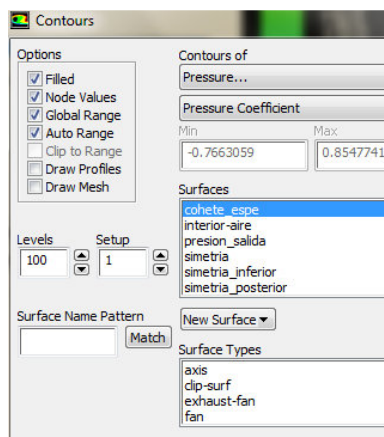 Contours
Options
Filled
Node Values
Global Range
Auto Range
Clip to Range
Draw Profiles
Draw Mesh
Levels
Setup
100
1
Surface Name Pattern
Match
Contours of
Pressure...
Pressure Coefficient
Min
Max
-0.7663059
0.8547741
Surfaces
cohete_espe
interior-aire
presion_salida
simetria
simetria_inferior
simetria_posterior
New Surface
Surface Types
axis
clip-surf
exhaust-fan
fan